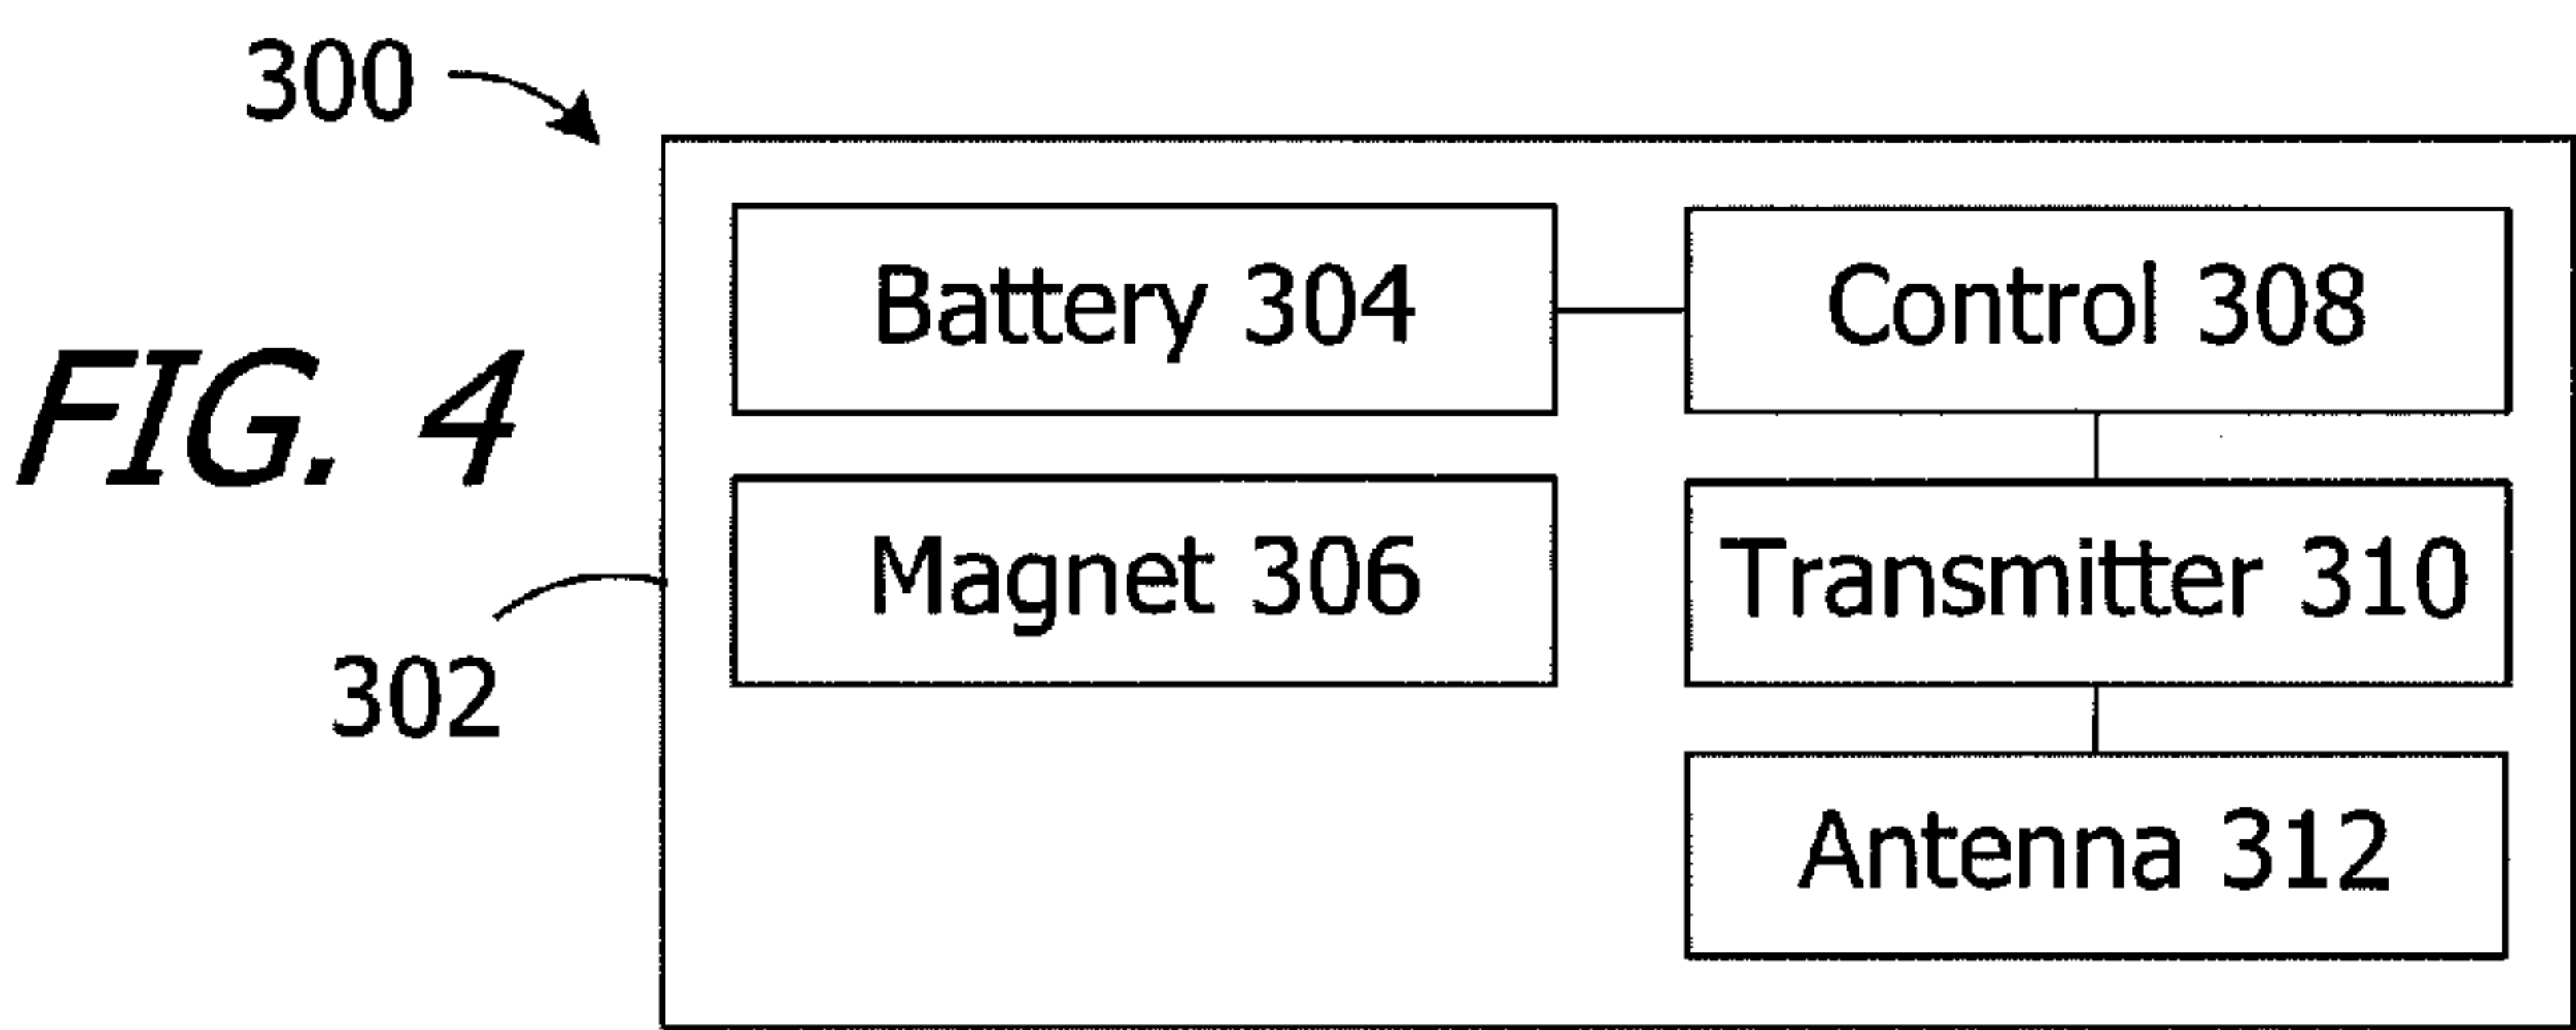 300
Battery 304
Control 308
FIG. 4
Magnet 306
Transmitter 310
302
Antenna 312